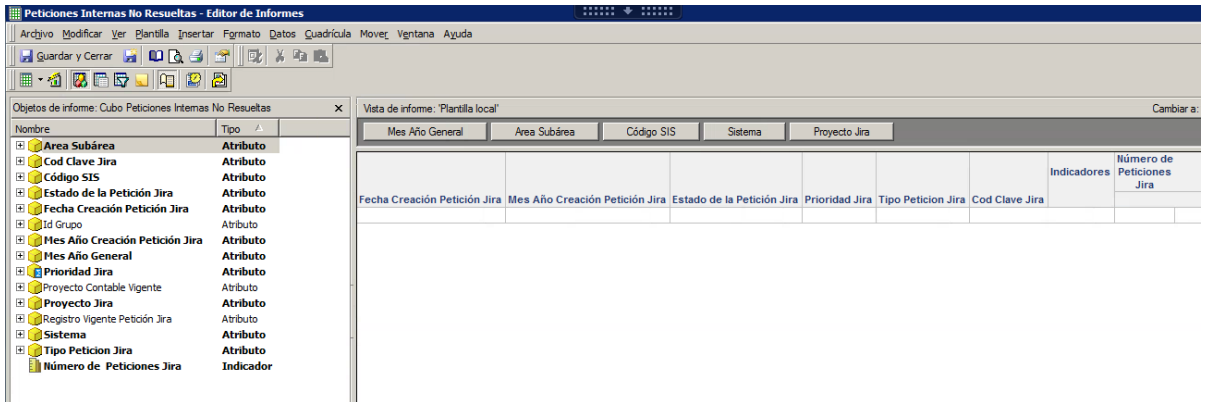 Peticiones Internas No Resueltas - Editor de Informes
Archivo Modificar Ver Plantilla Insertar Formato Datos Cuadrícula Mover Ventana Ayuda
Guardar y Cerrar
Objetos de informe: Cubo Peticiones Internas No Resueltas x
Nombre Tipo
Area Subárea Atributo
Cod Clave Jira Atributo
Código SIS Atributo
Estado de la Petición Jira Atributo
Fecha Creación Petición Jira Atributo
Id Grupo Atributo
Mes Año Creación Petición Jira Atributo
Mes Año General Atributo
Prioridad Jira Atributo
Proyecto Contable Vigente Atributo
Proyecto Jira Atributo
Registro Vigente Petición Jira Atributo
Sistema Atributo
Tipo Peticion Jira Atributo
Número de Peticiones Jira Indicador
Vista de informe: 'Plantilla local' Cambiar a:
Mes Año General Area Subárea Código SIS Sistema Proyecto Jira
Número de
Indicadores Peticiones
Jira
Fecha Creación Petición Jira Mes Año Creación Petición Jira Estado de la Petición Jira Prioridad Jira Tipo Peticion Jira Cod Clave Jira